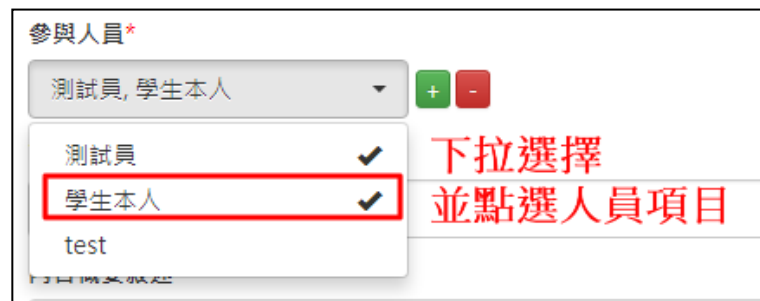 參與人員*
測試員, 學生本人
+ -
測試員
下拉選擇
學生本人
並點選人員項目
test